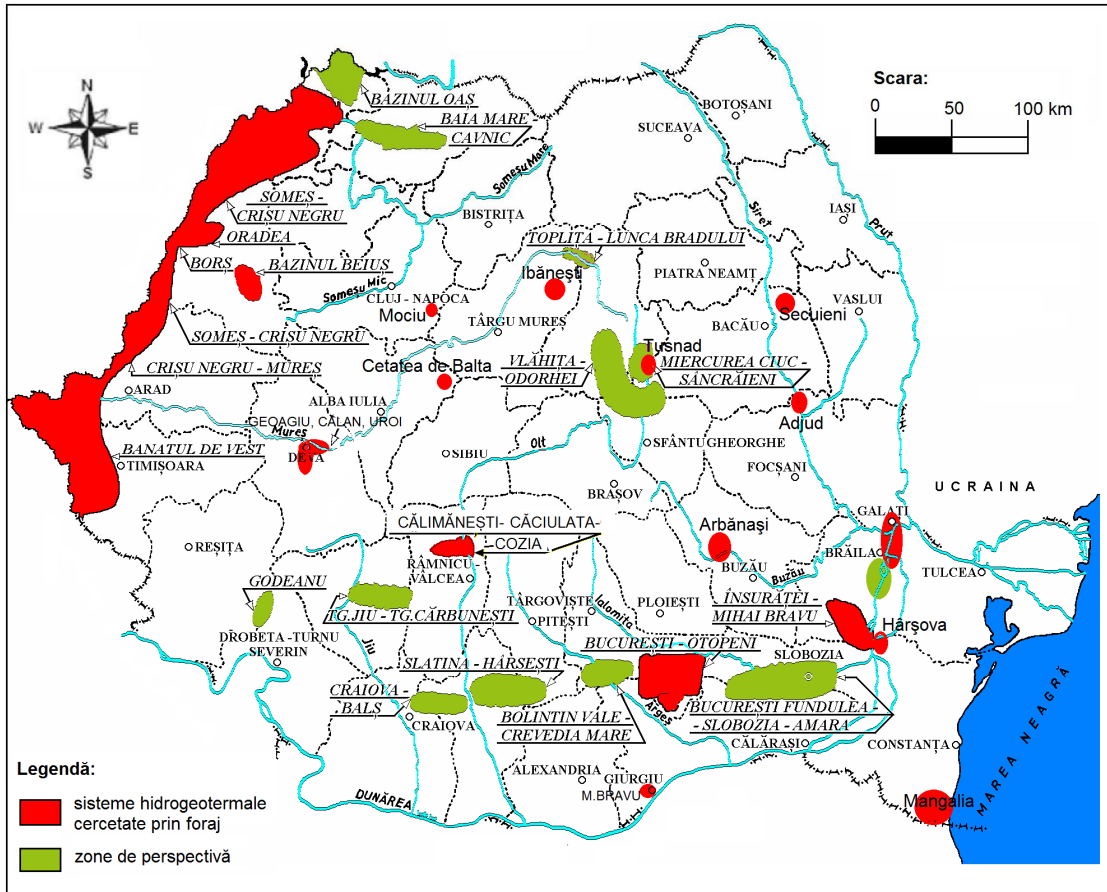 N
W
E
S
Scara:
0 50 100 km
BAZINUL OAȘ
BAIA MARE
CAVNIC
BOTOȘANI
SUCEAVA
Someșu Mare
SOMEȘ -
CRIȘU NEGRU
BISTRIȚA
Siret
IAȘI
Prut
ORADEA
TOPLIȚA - LUNCA BRADULUI
BORȘ
BAZINUL BEIUȘ
Ibănești
PIATRA NEAMȚ
Someșu Mic
CLUJ - NAPOCA
Mociu
Secuieni
VASLUI
TÂRGU MUREȘ
BACĂU
SOMEȘ - CRIȘU NEGRU
Tușnad
VLĂHIȚA -
ODORHEI
MIERCUREA CIUC -
SÂNCRĂIENI
CRIȘU NEGRU - MUREȘ
Cetatea de Balta
ARAD
ALBA IULIA
Adjud
GEOAGIU, CĂLAN, UROI
Mureș
DEVA
Olt
SFÂNTU GHEORGHE
BANATUL DE VEST
TIMIȘOARA
SIBIU
FOCȘANI
BRAȘOV
UCRAINA
GALAȚI
CĂLIMĂNEȘTI- CĂCIULATA-
-COZIA
Arbănași
REȘIȚA
BRĂILA
RÂMNICU -
VÂLCEA
BUZĂU
Buzău
TULCEA
GODEANU
ÎNSURĂȚEI -
MIHAI BRAVU
TG.JIU - TG.CĂRBUNEȘTI
TÂRGOVIȘTE
Ialomița
PLOIEȘTI
PITEȘTI
Hârșova
DROBETA -TURNU
SEVERIN
Jiu
BUCUREȘTI - OTOPENI
SLATINA - HÂRSEȘTI
SLOBOZIA
CRAIOVA -
BALȘ
CRAIOVA
BOLINTIN VALE -
CREVEDIA MARE
Argeș
BUCUREȘTI FUNDULEA -
- SLOBOZIA - AMARA
CĂLĂRAȘI
CONSTANȚA
ALEXANDRIA
GIURGIU
M.BRAVU
DUNĂREA
Mangalia
MAREA NEAGRĂ
Legendă:
sisteme hidrogeotermale
cercetate prin foraj
zone de perspectivă